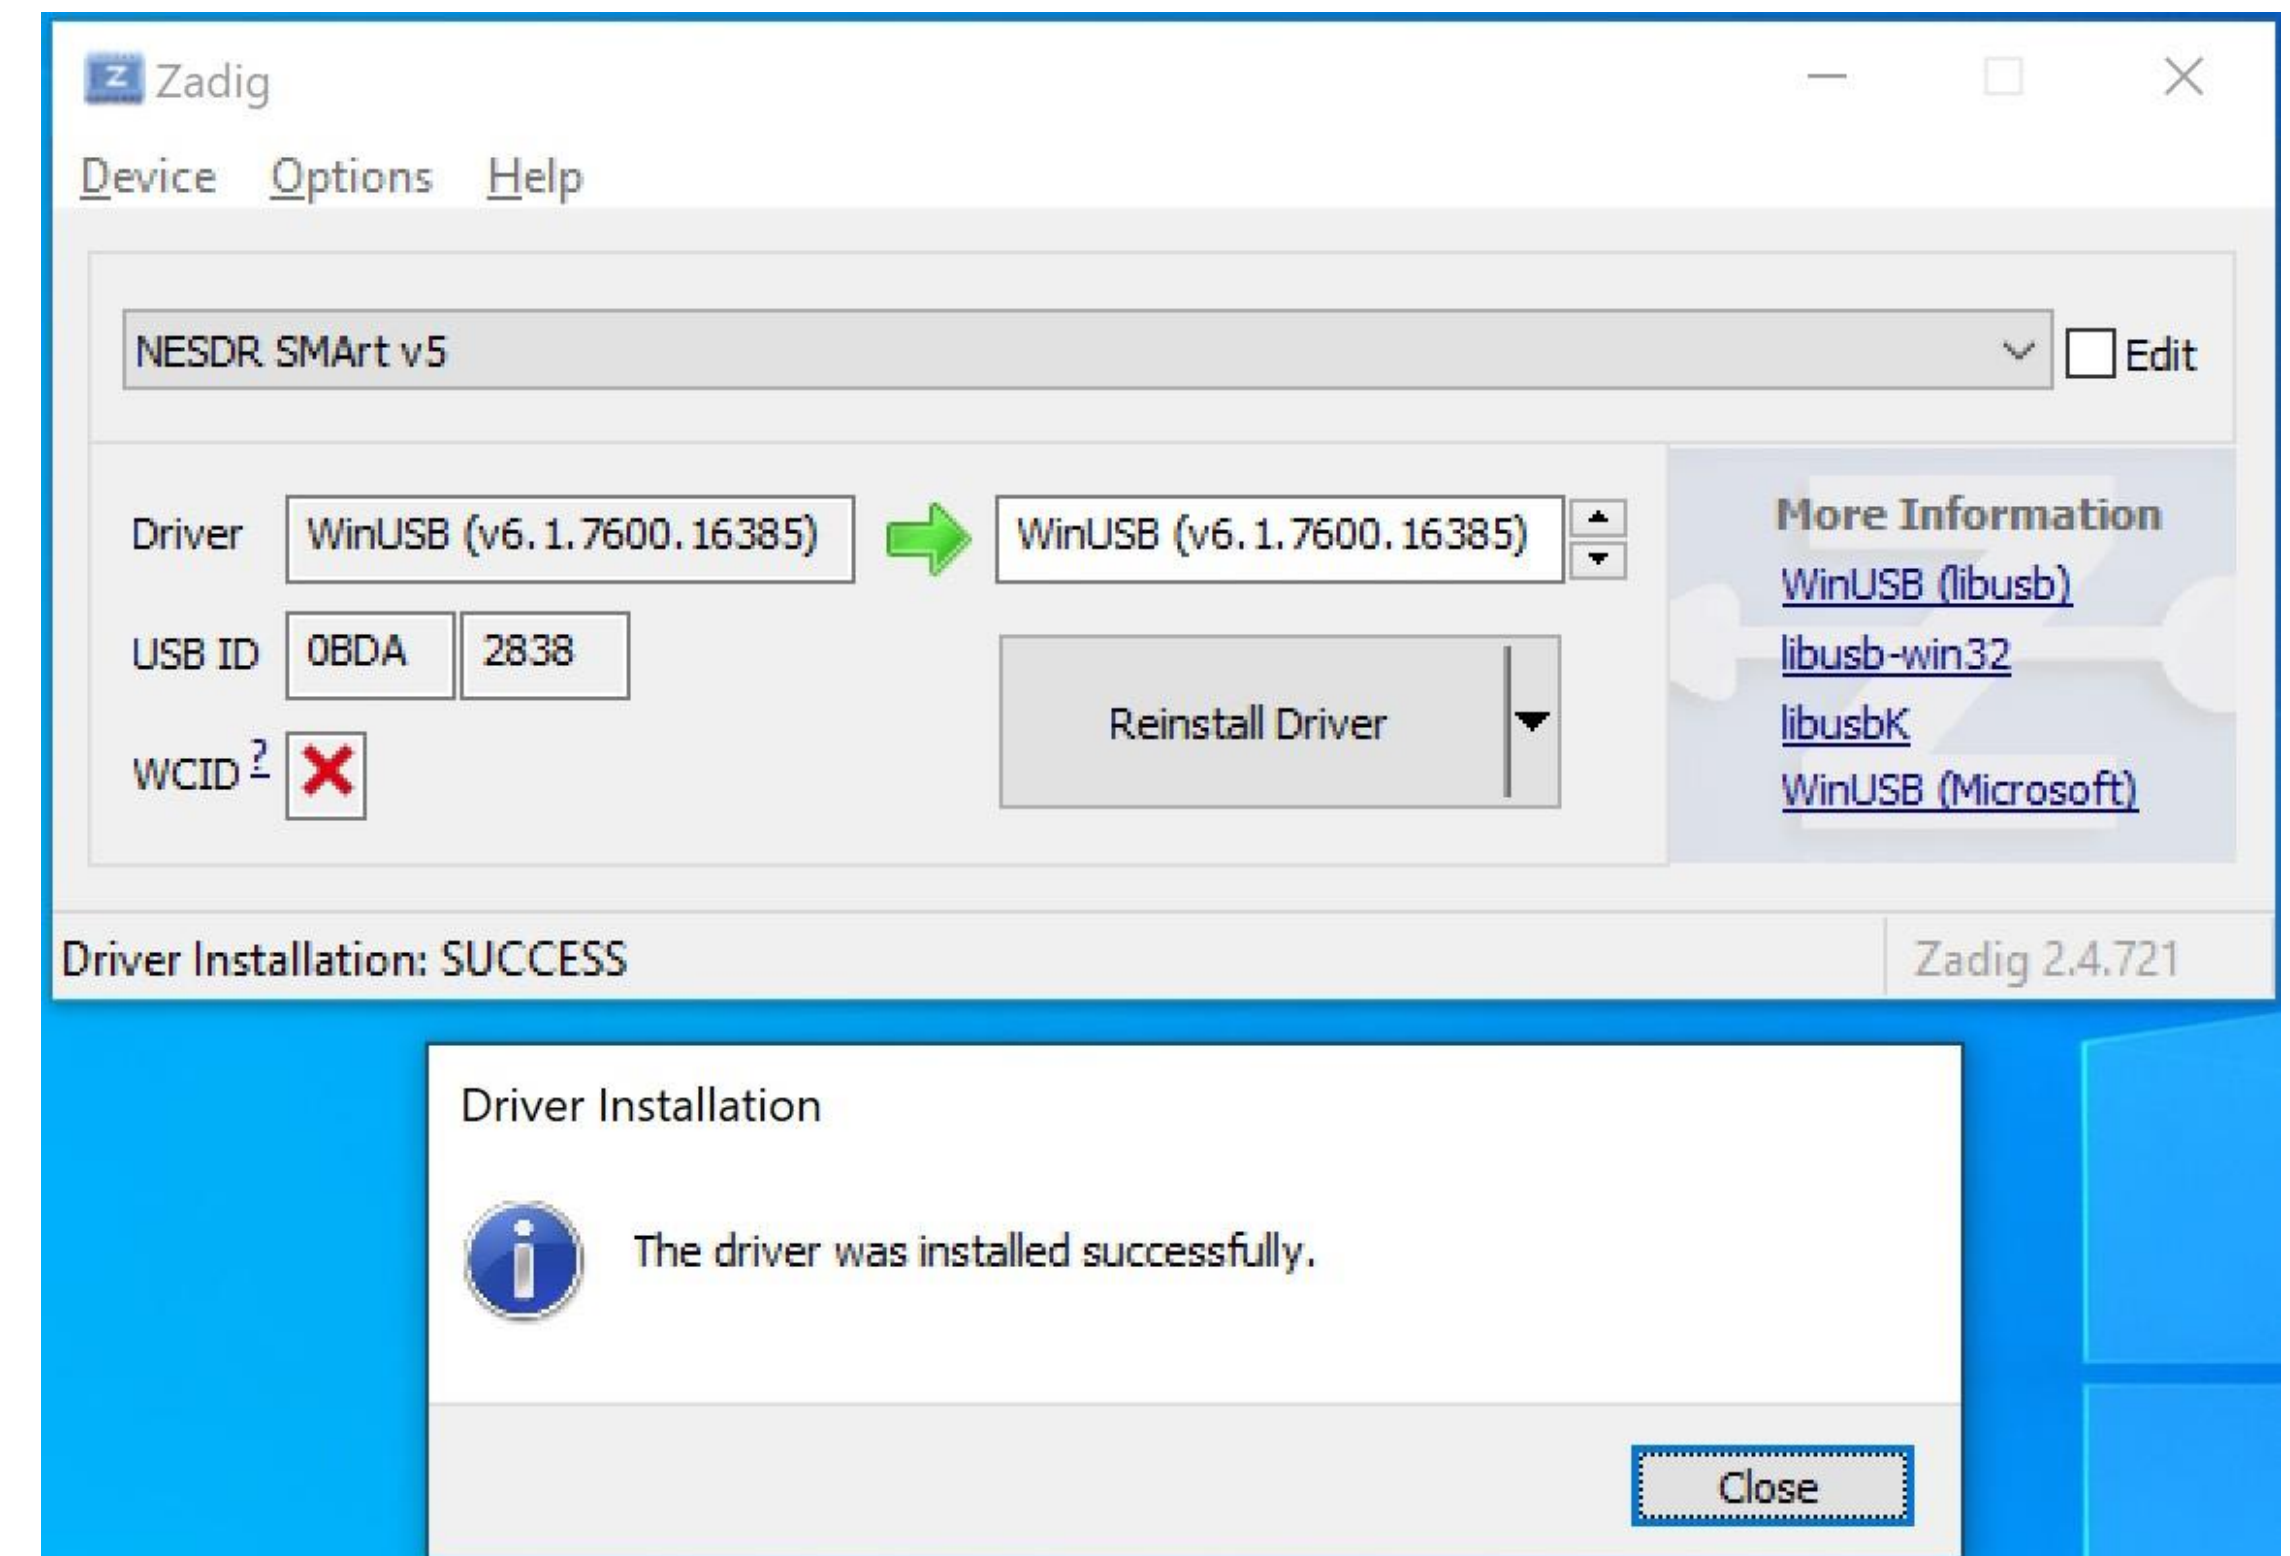 Z Zadig
Device Options Help
NESDR SMArt v5 Edit
Driver WinUSB (v6.1.7600.16385) WinUSB (v6.1.7600.16385)
USB ID 0BDA 2838
WCID ?
Reinstall Driver
More Information
WinUSB (libusb)
libusb-win32
libusbK
WinUSB (Microsoft)
Driver Installation: SUCCESS Zadig 2.4.721
Driver Installation
The driver was installed successfully.
Close